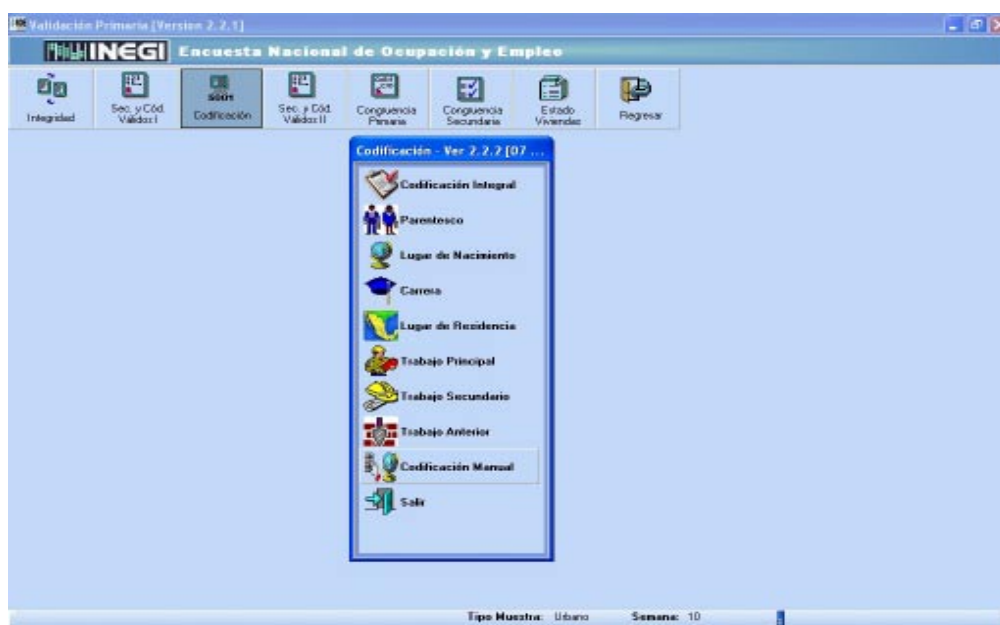 Validación Primaria [Version 2.2.1]
INEGI Encuesta Nacional de Ocupación y Empleo
Integridad
Sec. y Cód. Validos I
Codificación
Sec. y Cód. Validos II
Congruencia Primaria
Congruencia Secundaria
Estado Viviendas
Regresar
Codificación - Ver 2.2.2 [07 ...
Codificación Integral
Parentesco
Lugar de Nacimiento
Carrera
Lugar de Residencia
Trabajo Principal
Trabajo Secundario
Trabajo Anterior
Codificación Manual
Salir
Tipo Muestra: Urbano Semana: 10